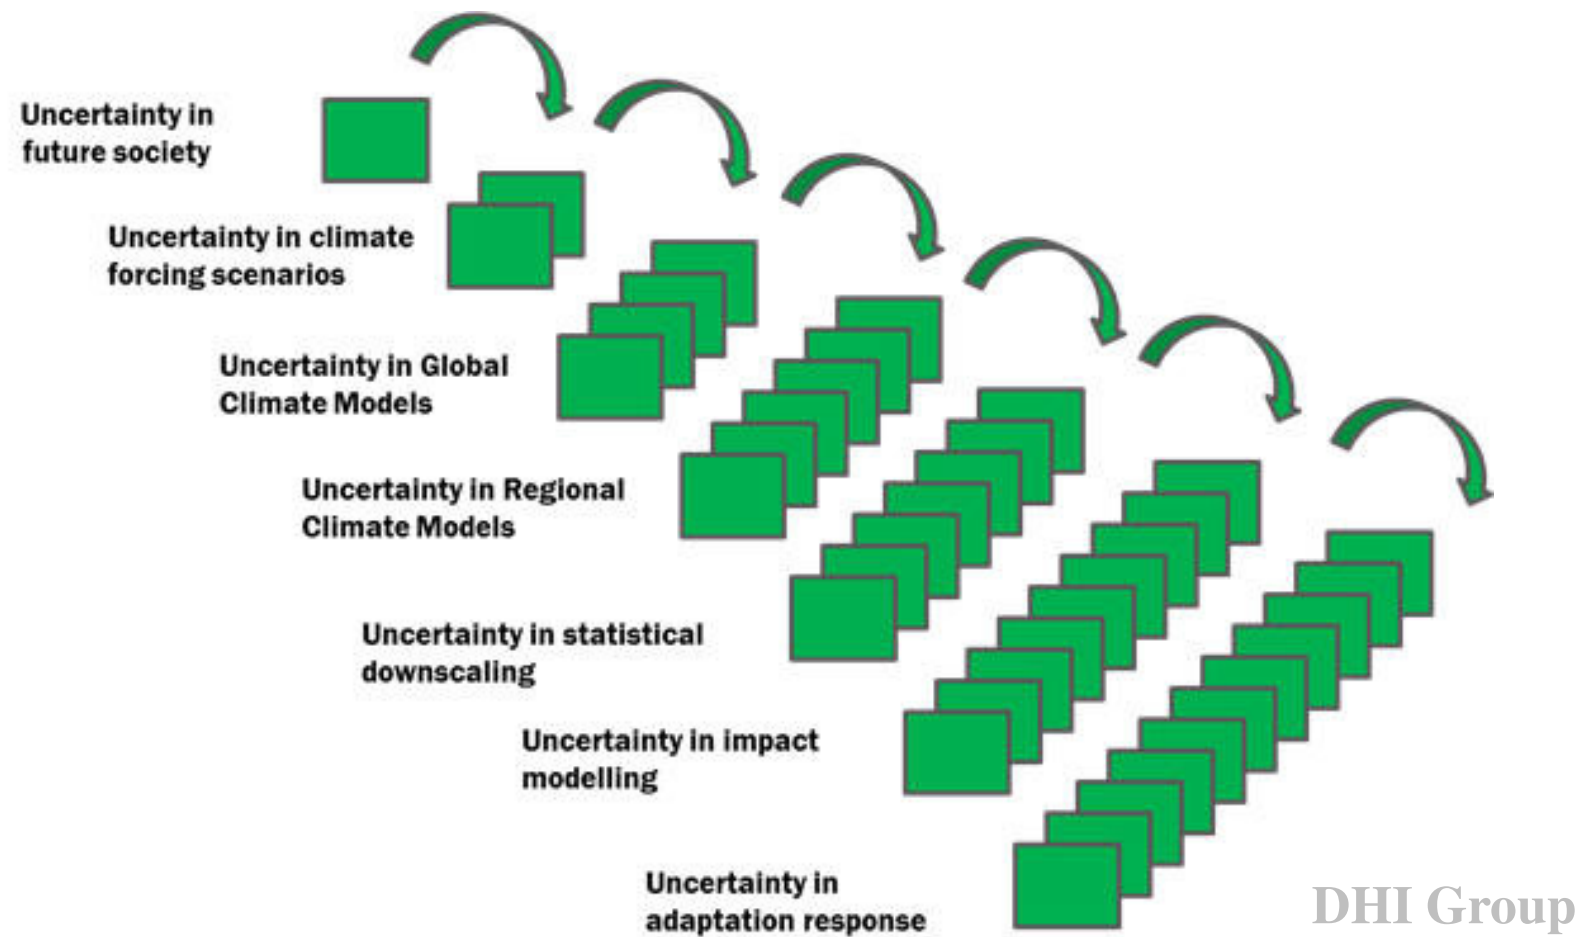 Uncertainty in
future society
Uncertainty in climate
forcing scenarios
Uncertainty in Global
Climate Models
Uncertainty in Regional
Climate Models
Uncertainty in statistical
downscaling
Uncertainty in impact
modelling
Uncertainty in
adaptation response
DHI Group